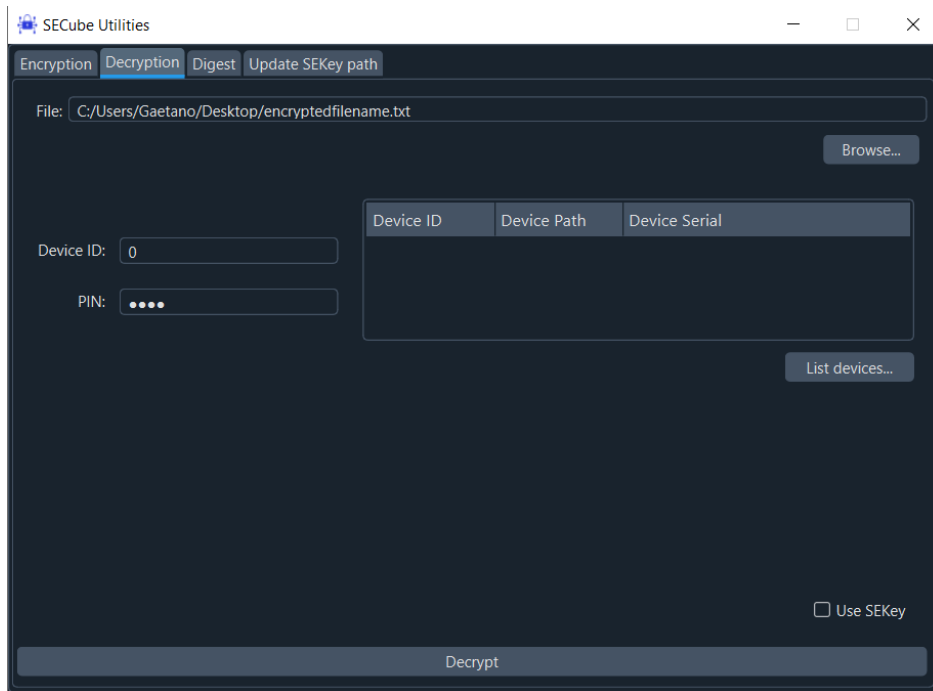 SECube Utilities
Encryption Decryption Digest Update SEKey path
File: C:/Users/Gaetano/Desktop/encryptedfilename.txt
Browse...
Device ID Device Path Device Serial
Device ID: 0
PIN: ●●●●
List devices...
Use SEKey
Decrypt